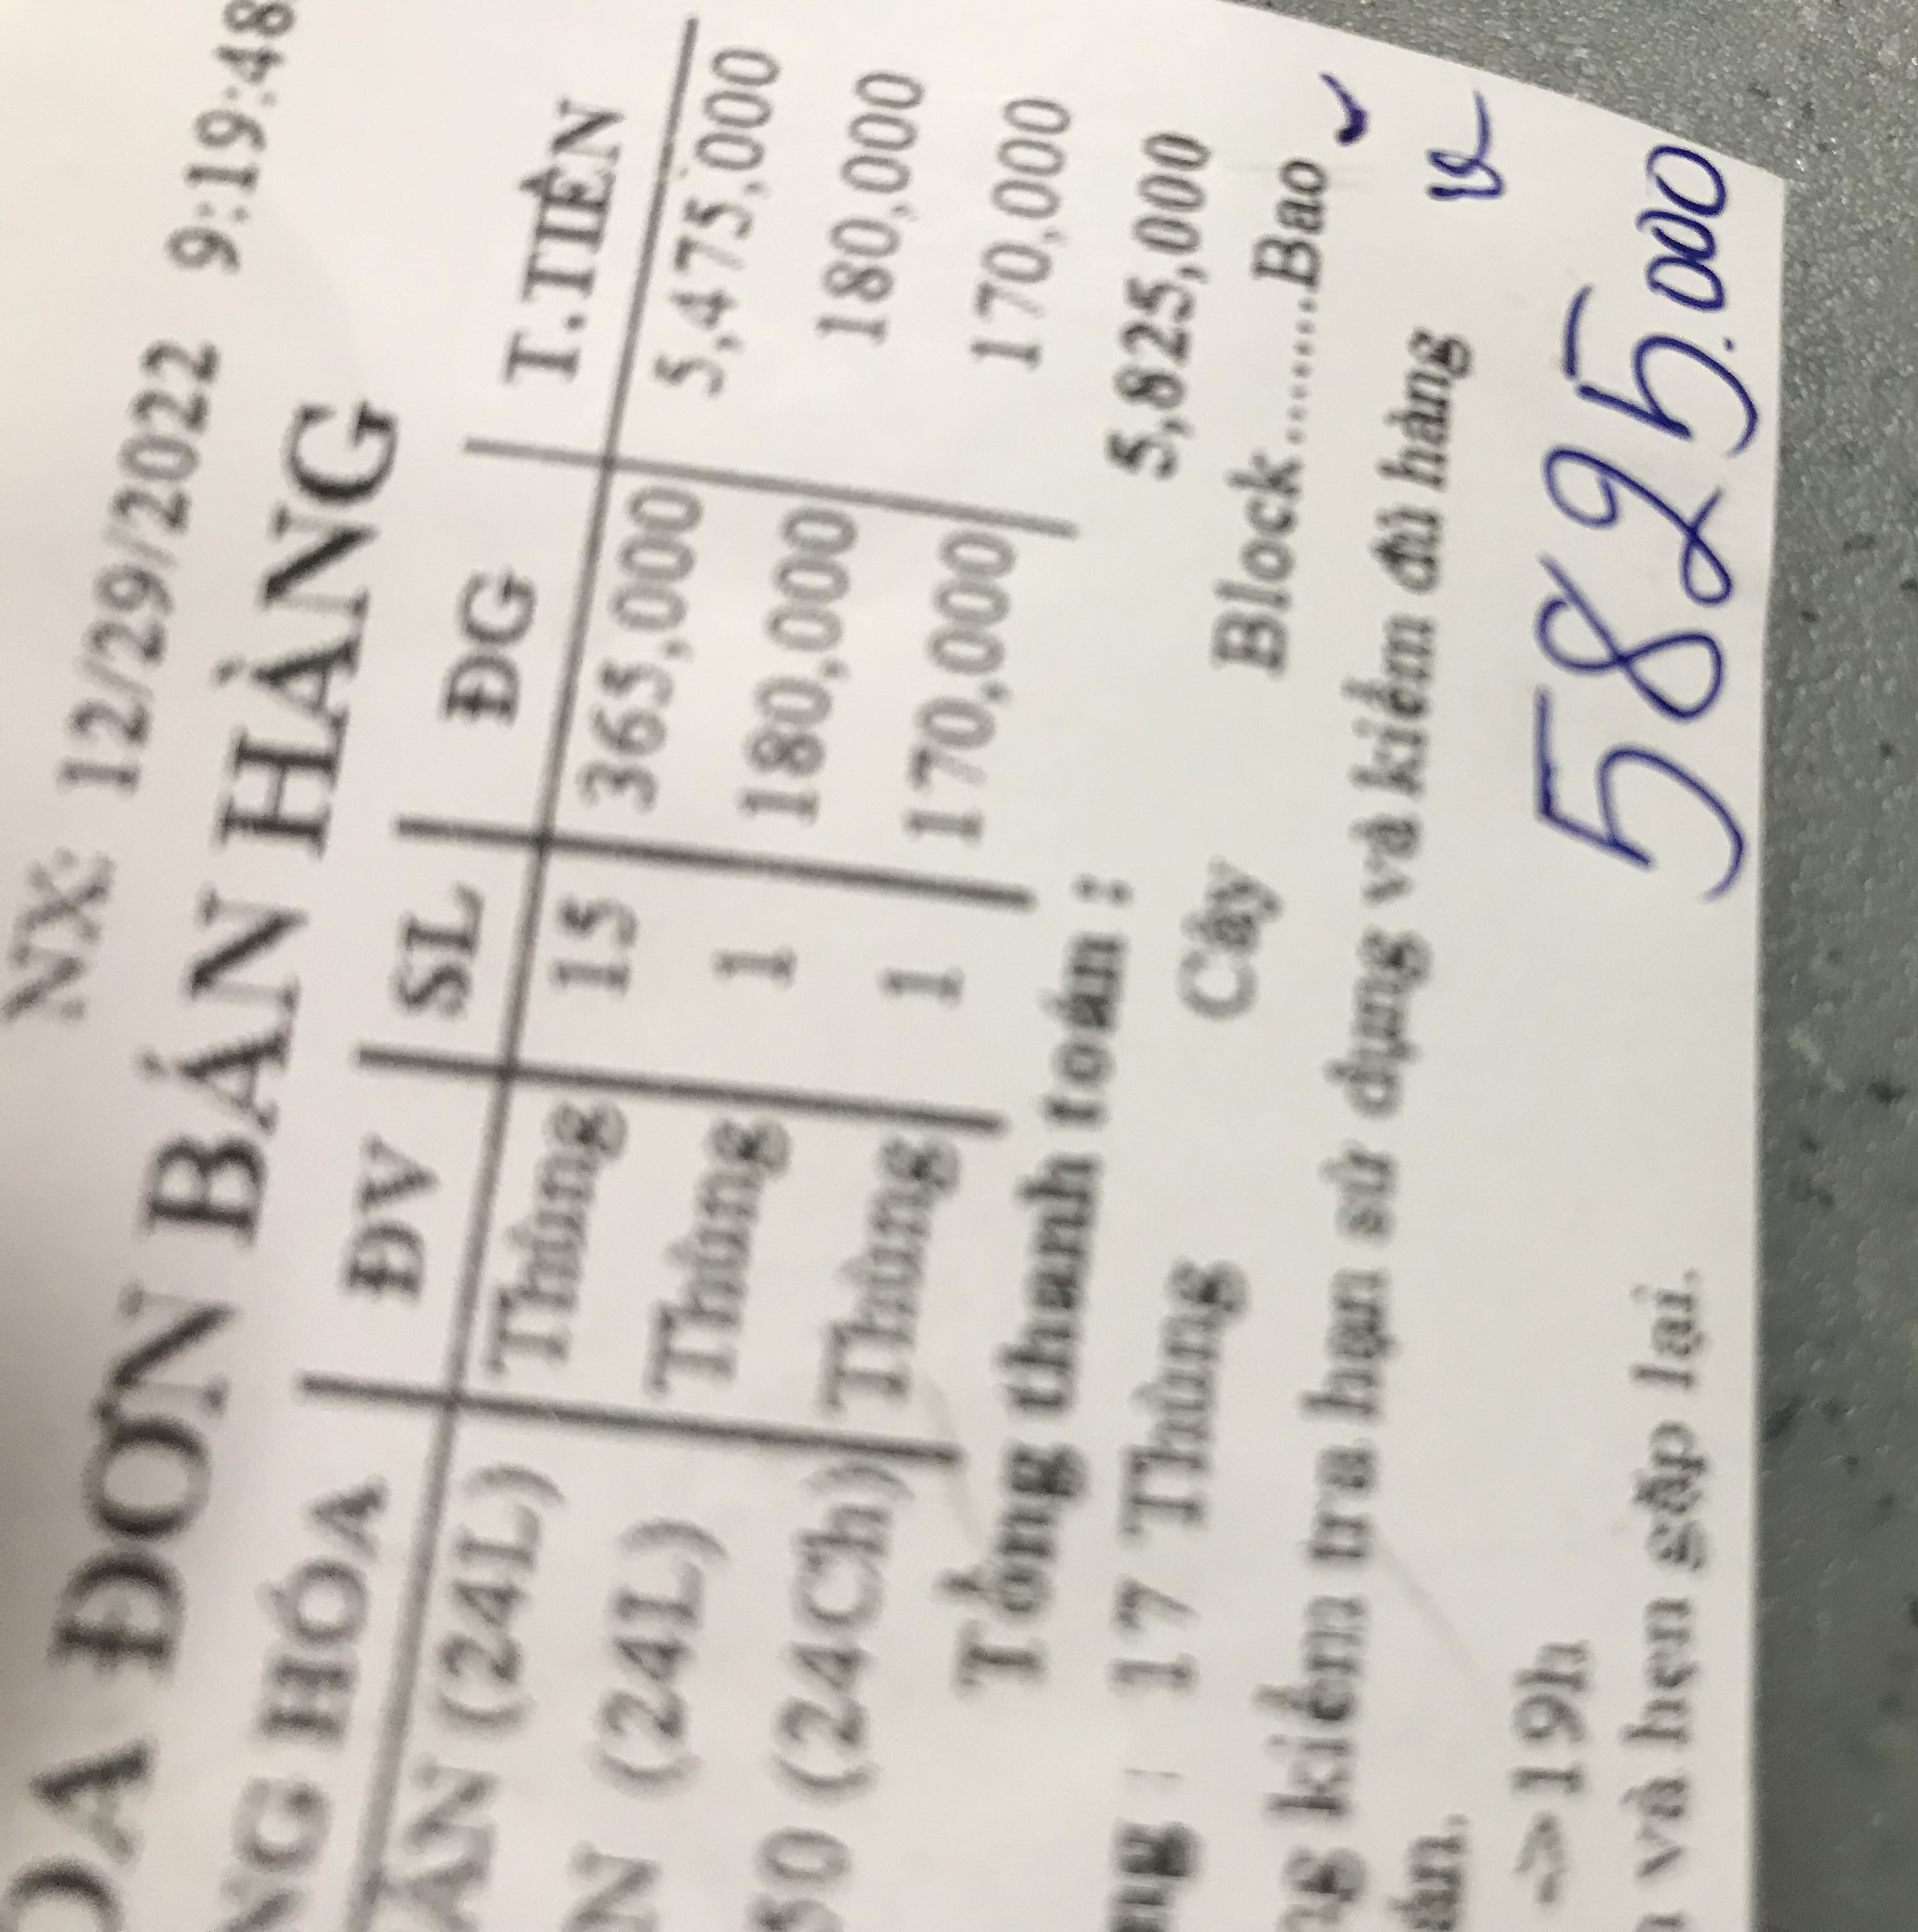 NX: 12/29/2022 9:19:48
ĐƠN BÁN HÀNG
HÓA ĐV SL ĐG T.TIỀN
(24L) Thùng 15 365,000 5,475,000
(24L) Thùng 1 180,000 180,000
(24Ch) Thùng 1 170,000 170,000
Tổng thanh toán : 5,825,000
: 17 Thùng Cây Block........Bao
kiểm tra hạn sử dụng và kiểm đủ hàng
=>19h
và hẹn gặp lại.
5825.000